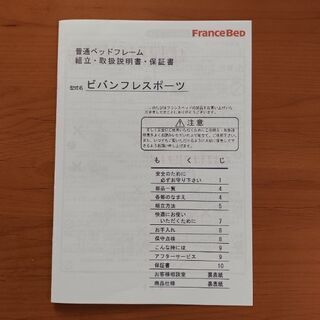 FRANCEBED
普通ベッドフレーム
組立・取扱説明書・保証書
型式名 ビバンフレスポーツ
⚠注意
も く じ
安全のために
必ずお守り下さい 1
部品一覧 4
各部のなまえ 4
組立方法 5
快適にお使い
いただくために 7
お手入れ 8
保守点検 8
こんな時には 9
アフターサービス 9
保証書 10
お客様相談室 裏表紙
商品仕様 裏表紙